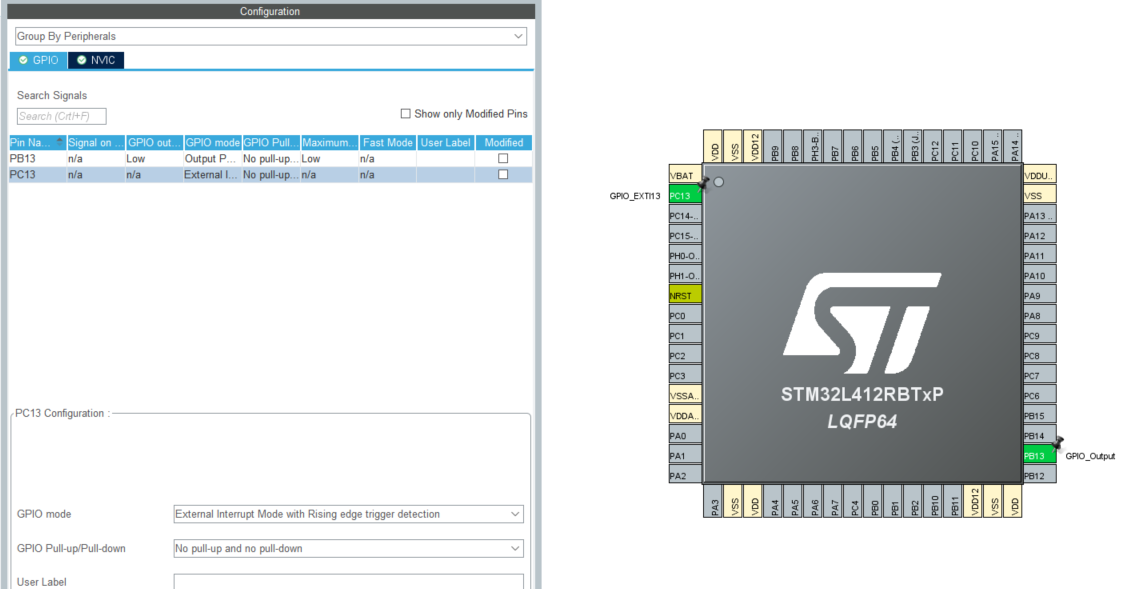 Configuration
Group By Peripherals
GPIO
NVIC
Search Signals
Search (Crtl+F)
Show only Modified Pins
Pin Na... Signal on ... GPIO out... GPIO mode GPIO Pull... Maximum... Fast Mode User Label Modified
PB13 n/a Low Output P... No pull-up... Low n/a
PC13 n/a n/a External I... No pull-up... n/a n/a
PC13 Configuration :
GPIO mode External Interrupt Mode with Rising edge trigger detection
GPIO Pull-up/Pull-down No pull-up and no pull-down
User Label
VDD
VSS
VDD12
PB9
PB8
PH3-B..
PB7
PB6
PB5
PB4 (..
PB3 (J..
PC12
PC11
PC10
PA15 ..
PA14 ..
VBAT
GPIO_EXTI13 PC13
PC14-..
PC15-..
PH0-O..
PH1-O..
NRST
PC0
PC1
PC2
PC3
VSSA..
VDDA..
PA0
PA1
PA2
VDDU..
VSS
PA13 ..
PA12
PA11
PA10
PA9
PA8
PC9
PC8
PC7
PC6
PB15
PB14
PB13 GPIO_Output
PB12
ST
STM32L412RBTxP
LQFP64
PA3
VSS
VDD
PA4
PA5
PA6
PA7
PC4
PB0
PB1
PB2
PB10
PB11
VDD12
VSS
VDD